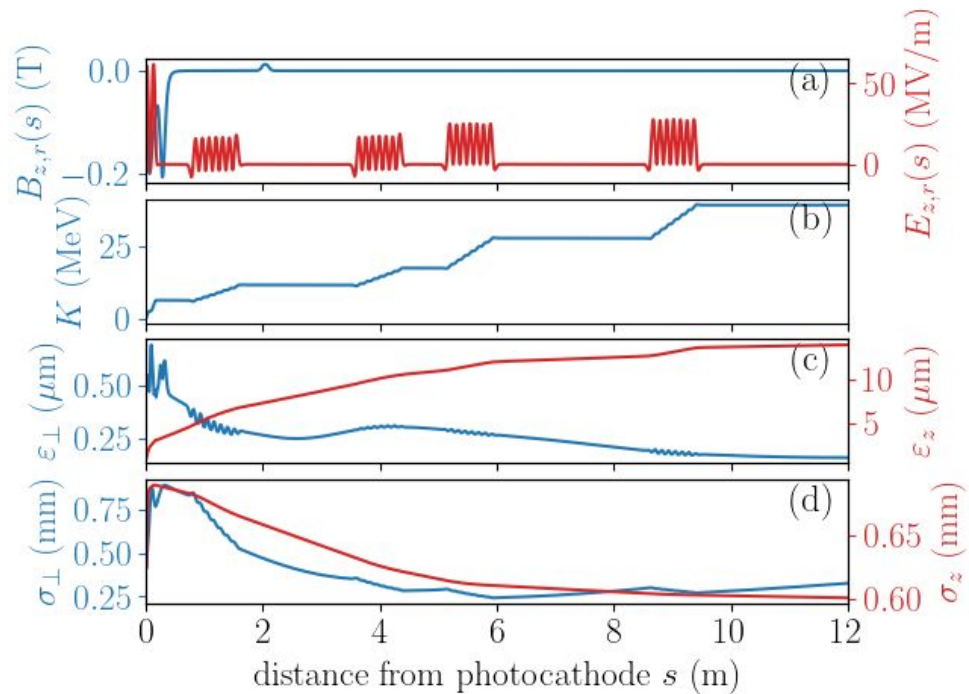 B_{z,r}(s) (T)
0.0
−0.2
(a)
50
0
E_{z,r}(s) (MV/m)
K (MeV)
25
0
(b)
ε_⊥ (μm)
0.50
0.25
(c)
10
5
ε_z (μm)
σ_⊥ (mm)
0.75
0.50
0.25
(d)
0.65
0.60
σ_z (mm)
0 2 4 6 8 10 12
distance from photocathode s (m)